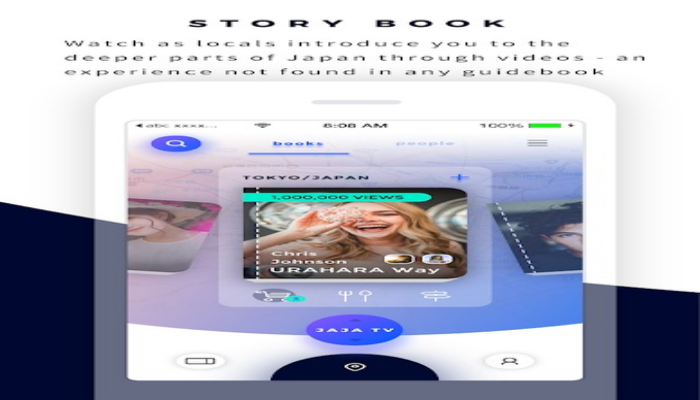 STORY BOOK
Watch as locals introduce you to the
deeper parts of Japan through videos - an
experience not found in any guidebook
abc xxxx...
8:08 AM
100%
books
people
TOKYO/JAPAN
1,000,000 VIEWS
Chris
Johnson
URAHARA Way
JAJA TV